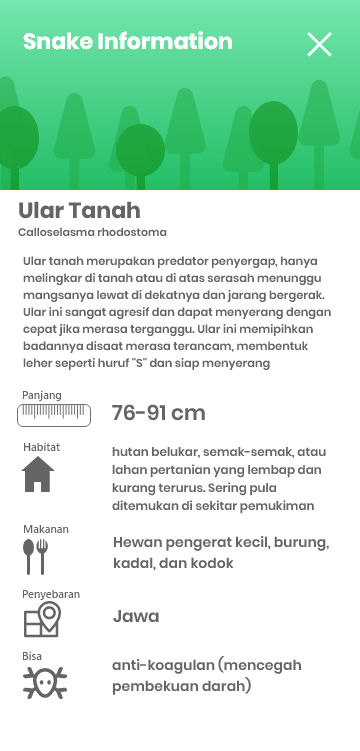 Snake Information
Ular Tanah
Calloselasma rhodostoma
Ular tanah merupakan predator penyergap, hanya
melingkar di tanah atau di atas serasah menunggu
mangsanya lewat di dekatnya dan jarang bergerak.
Ular ini sangat agresif dan dapat menyerang dengan
cepat jika merasa terganggu. Ular ini memipihkan
badannya disaat merasa terancam, membentuk
leher seperti huruf "S" dan siap menyerang
Panjang
76-91 cm
Habitat
hutan belukar, semak-semak, atau
lahan pertanian yang lembap dan
kurang terurus. Sering pula
ditemukan di sekitar pemukiman
Makanan
Hewan pengerat kecil, burung,
kadal, dan kodok
Penyebaran
Jawa
Bisa
anti-koagulan (mencegah
pembekuan darah)